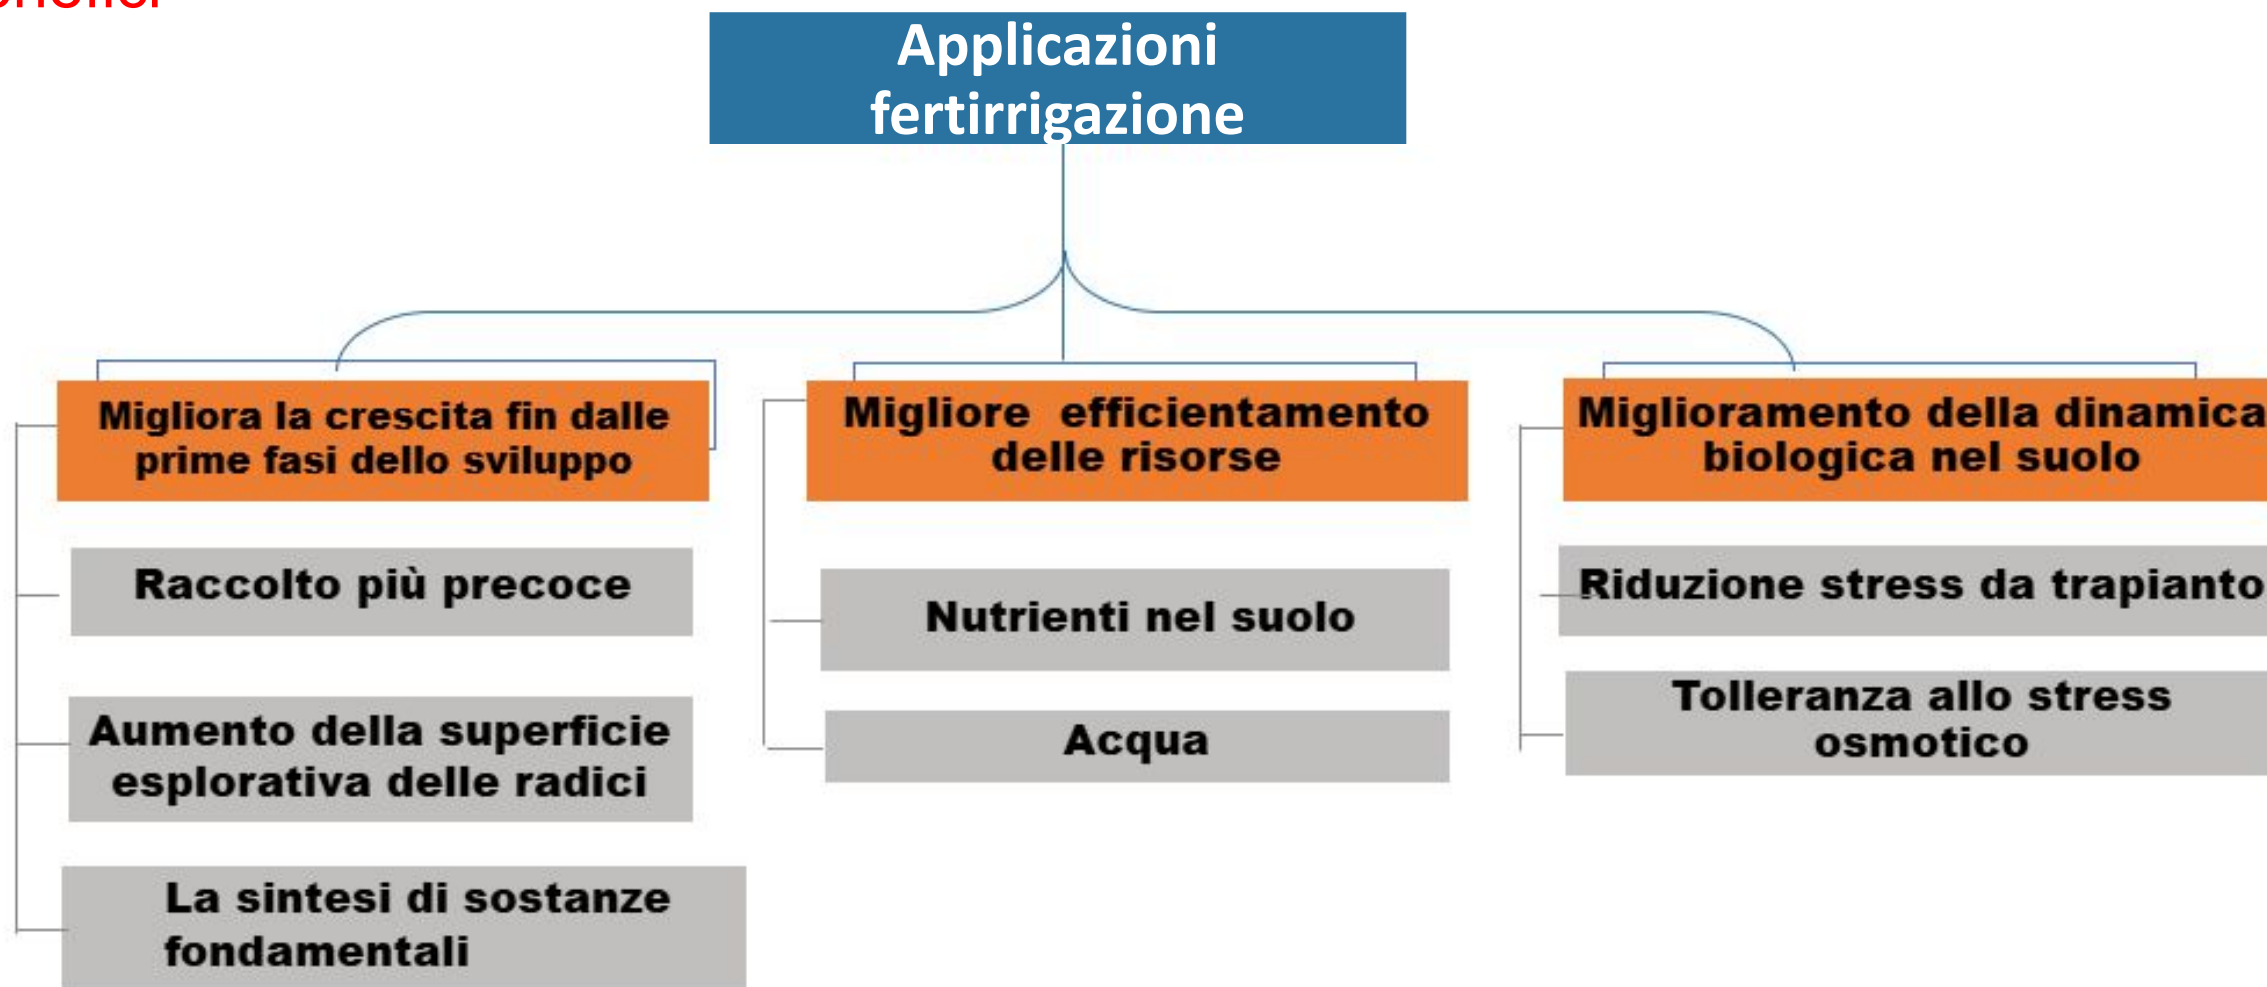 Applicazioni
fertirrigazione
Migliora la crescita fin dalle
prime fasi dello sviluppo
Raccolto più precoce
Aumento della superficie
esplorativa delle radici
La sintesi di sostanze
fondamentali
Migliore efficientamento
delle risorse
Nutrienti nel suolo
Acqua
Miglioramento della dinamica
biologica nel suolo
Riduzione stress da trapianto
Tolleranza allo stress
osmotico